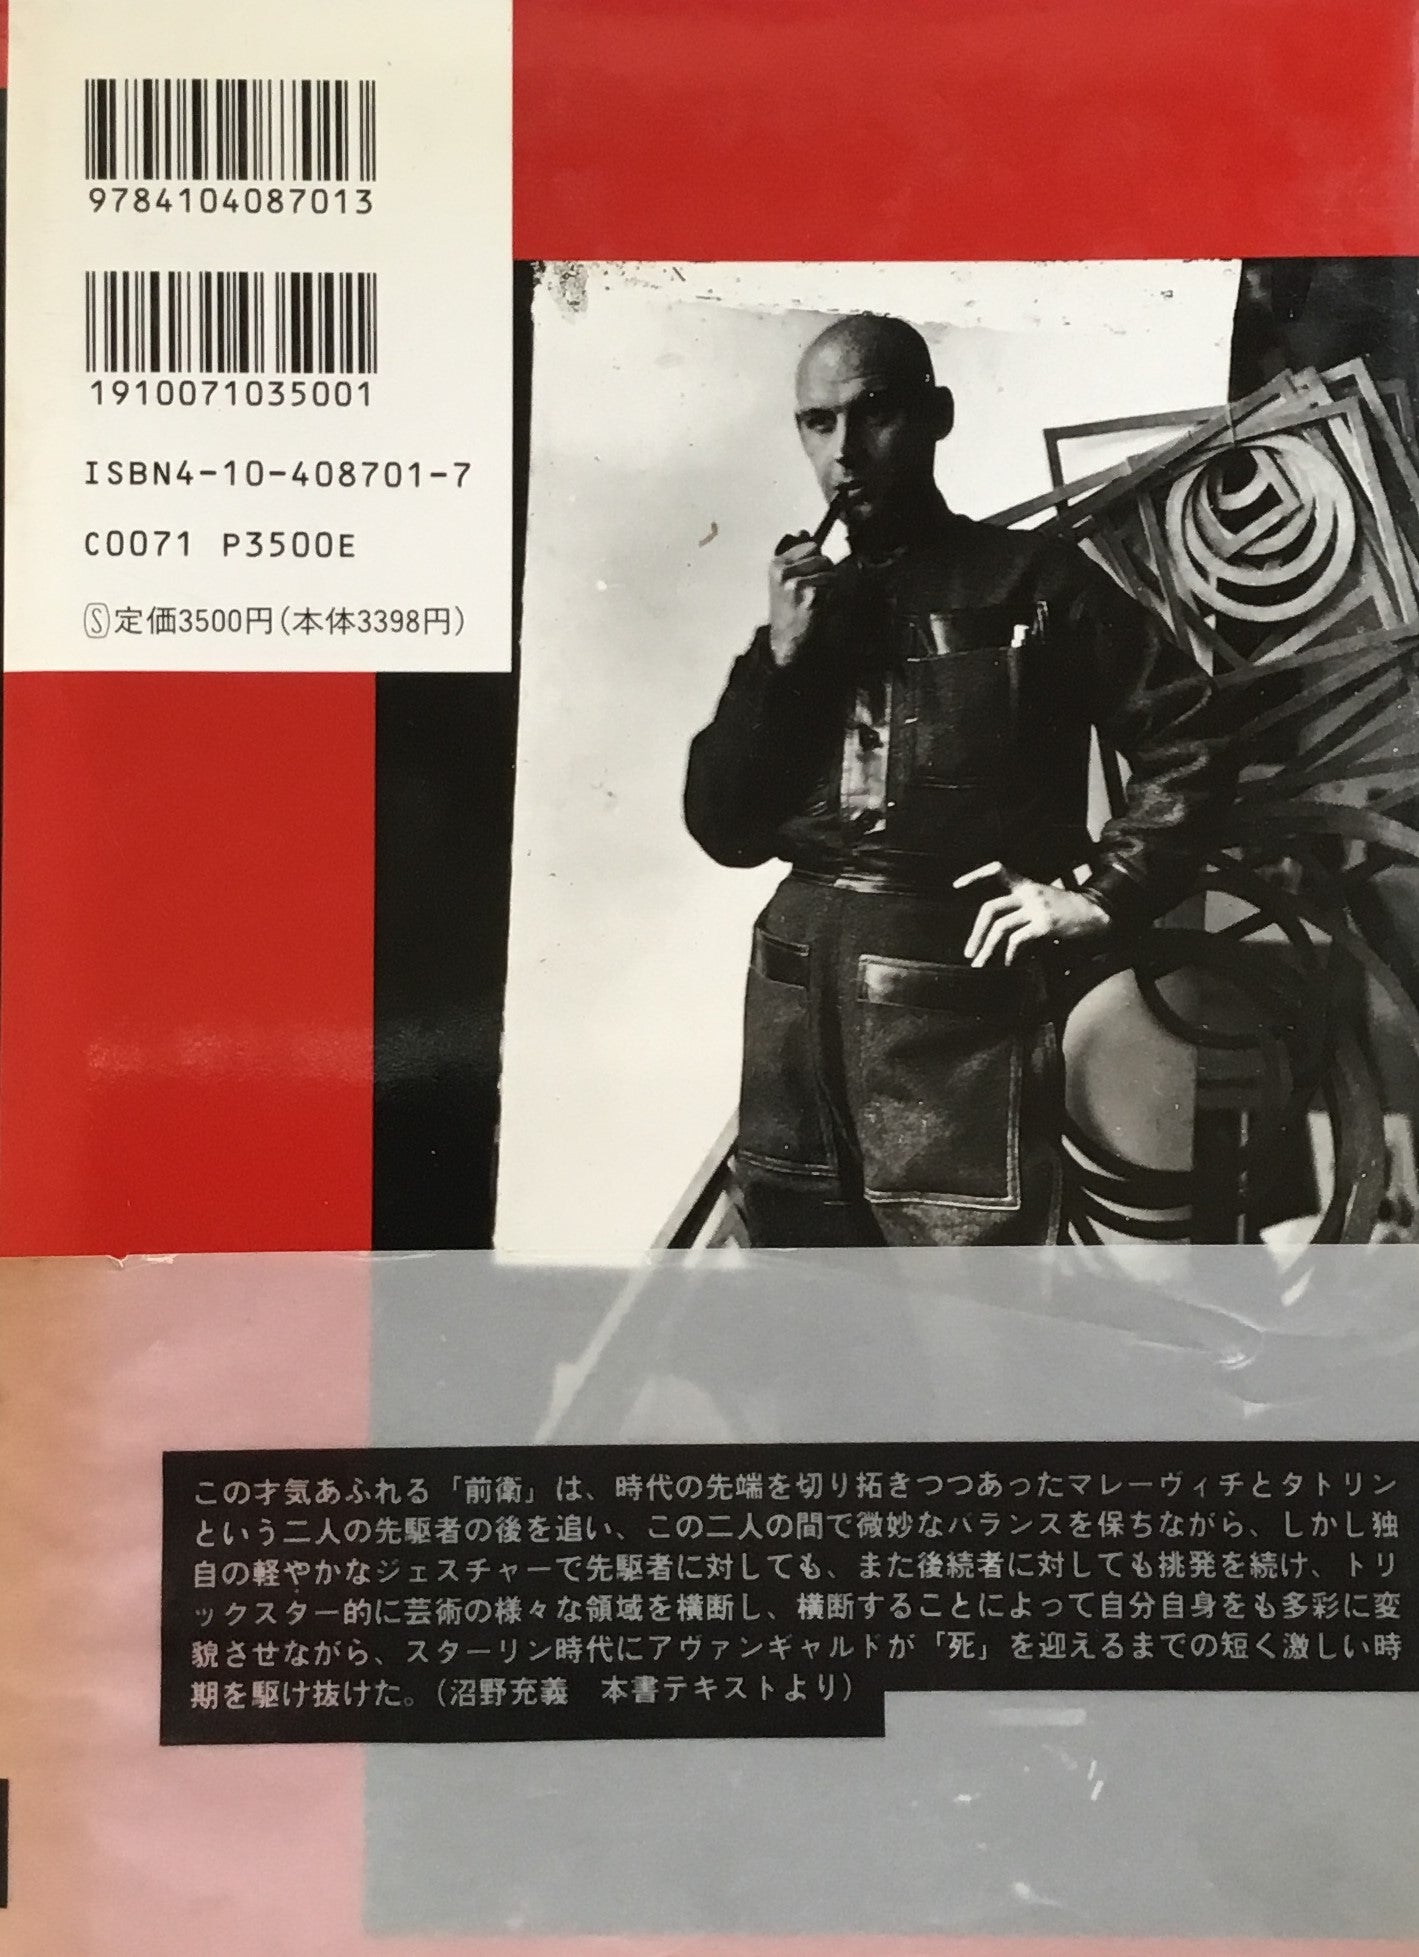 9784104087013
1910071035001
ISBN4-10-408701-7
C0071 P3500E
Ⓢ定価3500円(本体3398円)
この才気あふれる「前衛」は、時代の先端を切り拓きつつあったマレーヴィチとタトリン
という二人の先駆者の後を追い、この二人の間で微妙なバランスを保ちながら、しかし独
自の軽やかなジェスチャーで先駆者に対しても、また後続者に対しても挑発を続け、トリ
ックスター的に芸術の様々な領域を横断し、横断することによって自分自身をも多彩に変
貌させながら、スターリン時代にアヴァンギャルドが「死」を迎えるまでの短く激しい時
期を駆け抜けた。(沼野充義　本書テキストより)